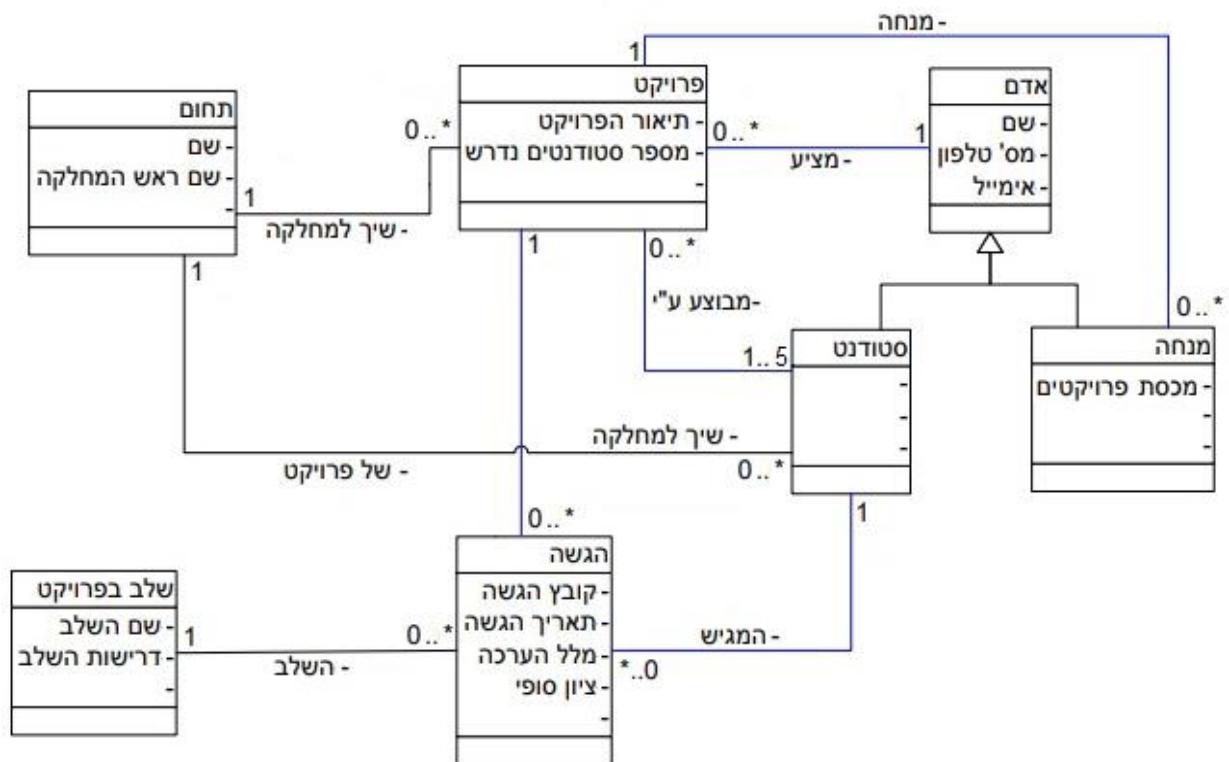 - מנחה
1
0..*
פרויקט
- תיאור הפרויקט
- מספר סטודנטים נדרש
-
אדם
- שם
- מס' טלפון
- אימייל
תחום
- שם
- שם ראש המחלקה
-
0..*
1
- שיך למחלקה
0..*
1
- מציע
1
1
0..*
-מבוצע ע"י
1..5
סטודנט
-
-
-
מנחה
- מכסת פרויקטים
-
-
- שיך למחלקה
- של פרויקט
0..*
1
0..*
הגשה
- קובץ הגשה
- תאריך הגשה
- מלל הערכה
- ציון סופי
-
שלב בפרויקט
- שם השלב
- דרישות השלב
-
1
0..*
- השלב
- המגיש
*..0